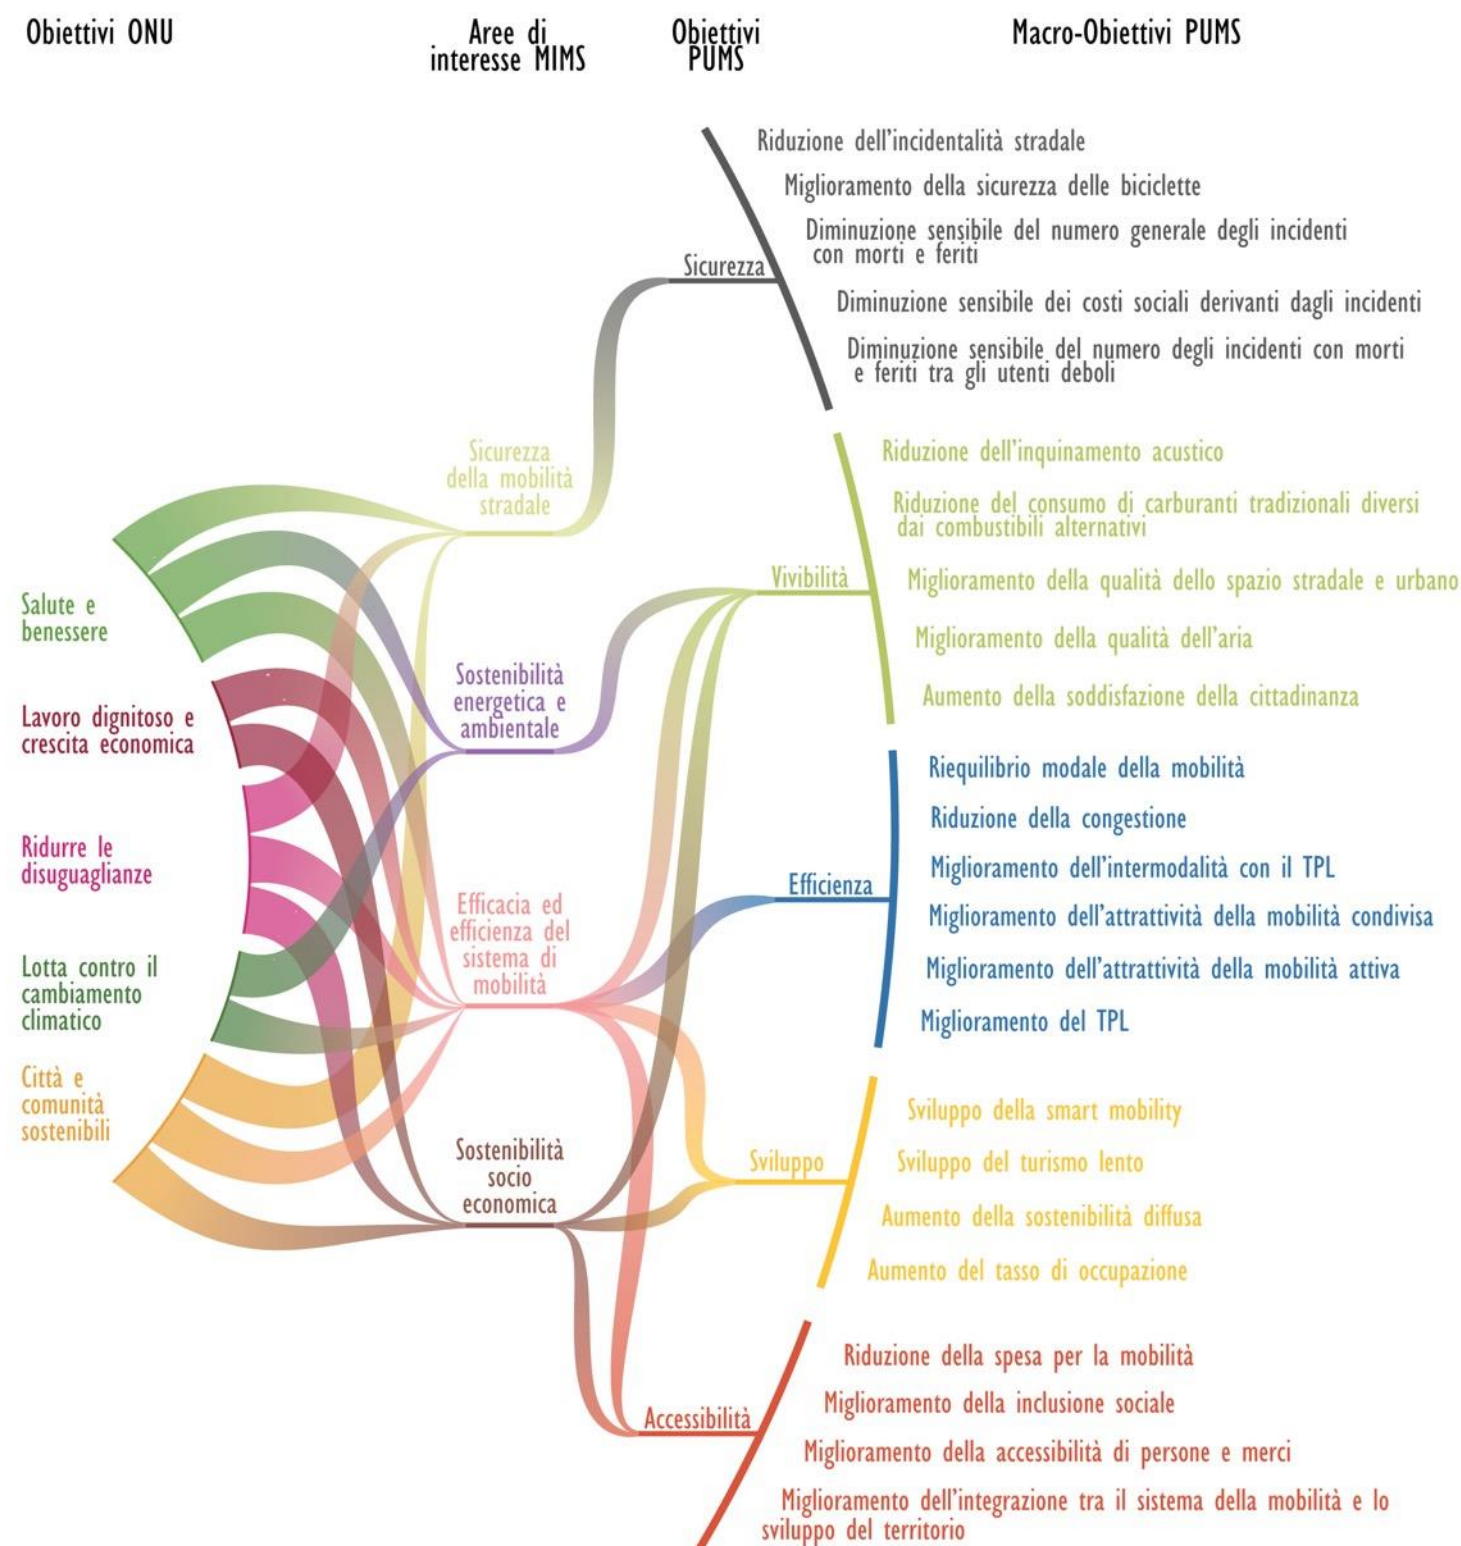 Obiettivi ONU
Aree di
interesse MIMS
Obiettivi
PUMS
Macro-Obiettivi PUMS
Salute e
benessere
Lavoro dignitoso e
crescita economica
Ridurre le
disuguaglianze
Lotta contro il
cambiamento
climatico
Città e
comunità
sostenibili
Sicurezza
della mobilità
stradale
Sostenibilità
energetica e
ambientale
Efficacia ed
efficienza del
sistema di
mobilità
Sostenibilità
socio
economica
Sicurezza
Riduzione dell'incidentalità stradale
Miglioramento della sicurezza delle biciclette
Diminuzione sensibile del numero generale degli incidenti
con morti e feriti
Diminuzione sensibile dei costi sociali derivanti dagli incidenti
Diminuzione sensibile del numero degli incidenti con morti
e feriti tra gli utenti deboli
Vivibilità
Riduzione dell'inquinamento acustico
Riduzione del consumo di carburanti tradizionali diversi
dai combustibili alternativi
Miglioramento della qualità dello spazio stradale e urbano
Miglioramento della qualità dell'aria
Aumento della soddisfazione della cittadinanza
Efficienza
Riequilibrio modale della mobilità
Riduzione della congestione
Miglioramento dell'intermodalità con il TPL
Miglioramento dell'attrattività della mobilità condivisa
Miglioramento dell'attrattività della mobilità attiva
Miglioramento del TPL
Sviluppo
Sviluppo della smart mobility
Sviluppo del turismo lento
Aumento della sostenibilità diffusa
Aumento del tasso di occupazione
Accessibilità
Riduzione della spesa per la mobilità
Miglioramento della inclusione sociale
Miglioramento della accessibilità di persone e merci
Miglioramento dell'integrazione tra il sistema della mobilità e lo
sviluppo del territorio